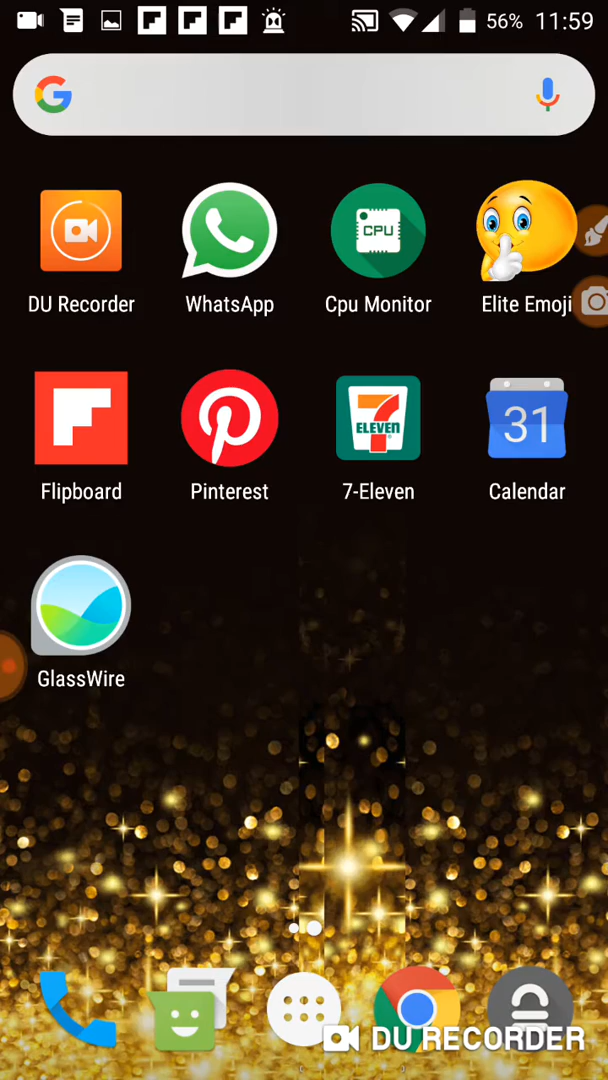 56% 11:59
G
DU Recorder WhatsApp Cpu Monitor Elite Emoji
CPU
Flipboard Pinterest 7-Eleven Calendar
7
ELEVEN
31
GlassWire
DU RECORDER